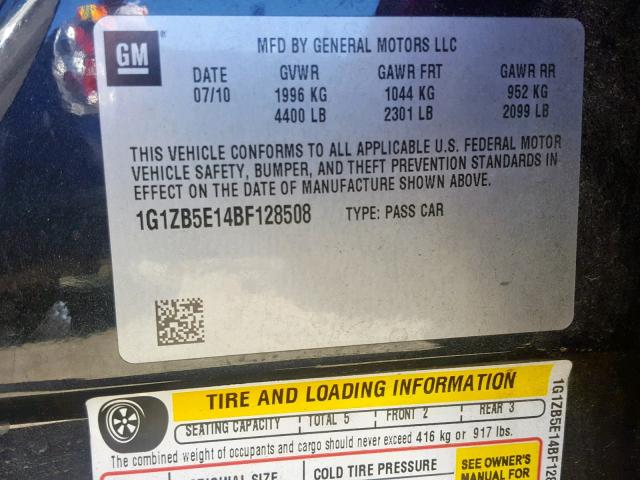 GM
MFD BY GENERAL MOTORS LLC
DATE GVWR GAWR FRT GAWR RR
07/10 1996 KG 1044 KG 952 KG
4400 LB 2301 LB 2099 LB
THIS VEHICLE CONFORMS TO ALL APPLICABLE U.S. FEDERAL MOTOR
VEHICLE SAFETY, BUMPER, AND THEFT PREVENTION STANDARDS IN
EFFECT ON THE DATE OF MANUFACTURE SHOWN ABOVE.
1G1ZB5E14BF128508 TYPE: PASS CAR
TIRE AND LOADING INFORMATION
SEATING CAPACITY TOTAL 5 FRONT 2 REAR 3
The combined weight of occupants and cargo should never exceed 416 kg or 917 lbs.
SIZE COLD TIRE PRESSURE
SEE OWNER'S
MANUAL FOR
1G1ZB5E14BF128